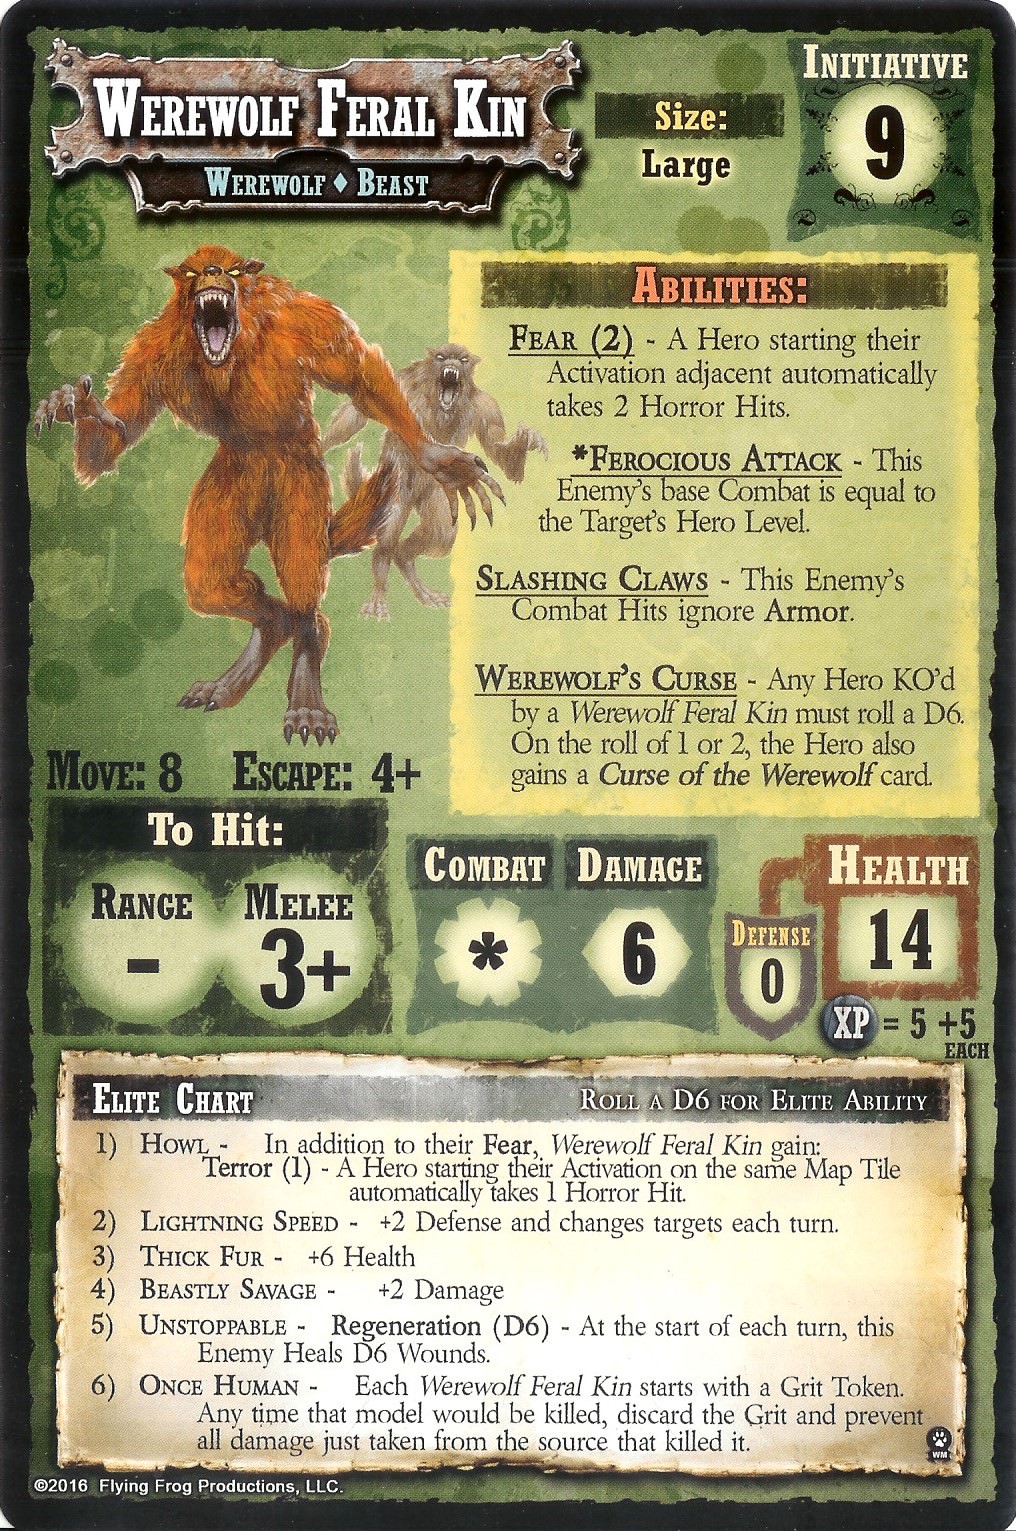 Werewolf Feral Kin
Werewolf ♦ Beast
Size:
Large
Initiative
9
Abilities:
Fear (2) - A Hero starting their
Activation adjacent automatically
takes 2 Horror Hits.
*Ferocious Attack - This
Enemy's base Combat is equal to
the Target's Hero Level.
Slashing Claws - This Enemy's
Combat Hits ignore Armor.
Werewolf's Curse - Any Hero KO'd
by a Werewolf Feral Kin must roll a D6.
On the roll of 1 or 2, the Hero also
gains a Curse of the Werewolf card.
Move: 8 Escape: 4+
To Hit:
Range
-
Melee
3+
Combat
*
Damage
6
Defense
0
Health
14
XP = 5 +5
EACH
Elite Chart Roll a D6 for Elite Ability
1) Howl - In addition to their Fear, Werewolf Feral Kin gain:
Terror (1) - A Hero starting their Activation on the same Map Tile
automatically takes 1 Horror Hit.
2) Lightning Speed - +2 Defense and changes targets each turn.
3) Thick Fur - +6 Health
4) Beastly Savage - +2 Damage
5) Unstoppable - Regeneration (D6) - At the start of each turn, this
Enemy Heals D6 Wounds.
6) Once Human - Each Werewolf Feral Kin starts with a Grit Token.
Any time that model would be killed, discard the Grit and prevent
all damage just taken from the source that killed it.
WM
©2016 Flying Frog Productions, LLC.